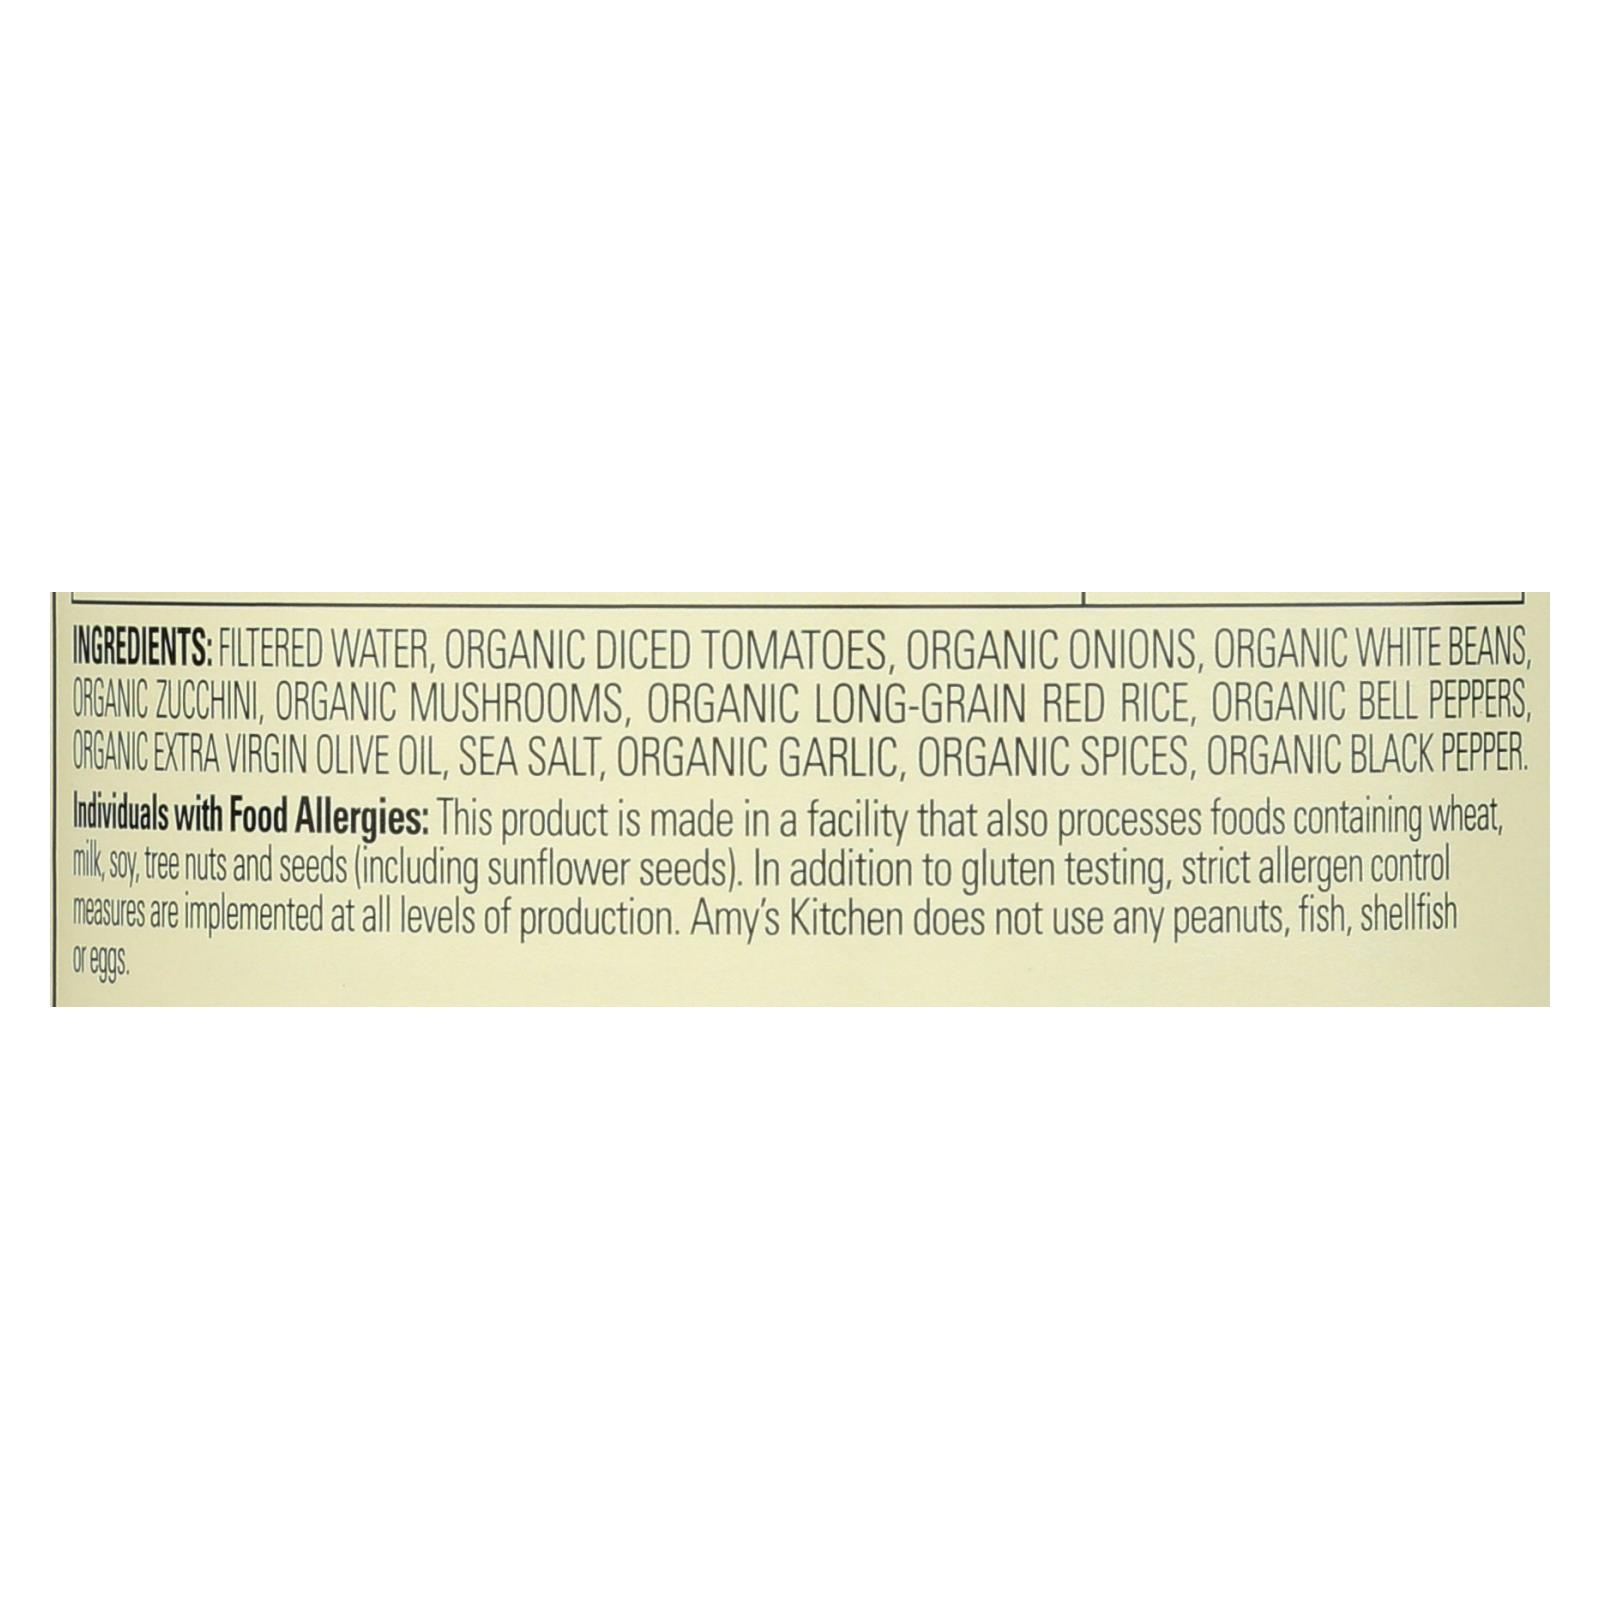 INGREDIENTS: FILTERED WATER, ORGANIC DICED TOMATOES, ORGANIC ONIONS, ORGANIC WHITE BEANS,
ORGANIC ZUCCHINI, ORGANIC MUSHROOMS, ORGANIC LONG-GRAIN RED RICE, ORGANIC BELL PEPPERS,
ORGANIC EXTRA VIRGIN OLIVE OIL, SEA SALT, ORGANIC GARLIC, ORGANIC SPICES, ORGANIC BLACK PEPPER.
Individuals with Food Allergies: This product is made in a facility that also processes foods containing wheat,
milk, soy, tree nuts and seeds (including sunflower seeds). In addition to gluten testing, strict allergen control
measures are implemented at all levels of production. Amy's Kitchen does not use any peanuts, fish, shellfish
or eggs.